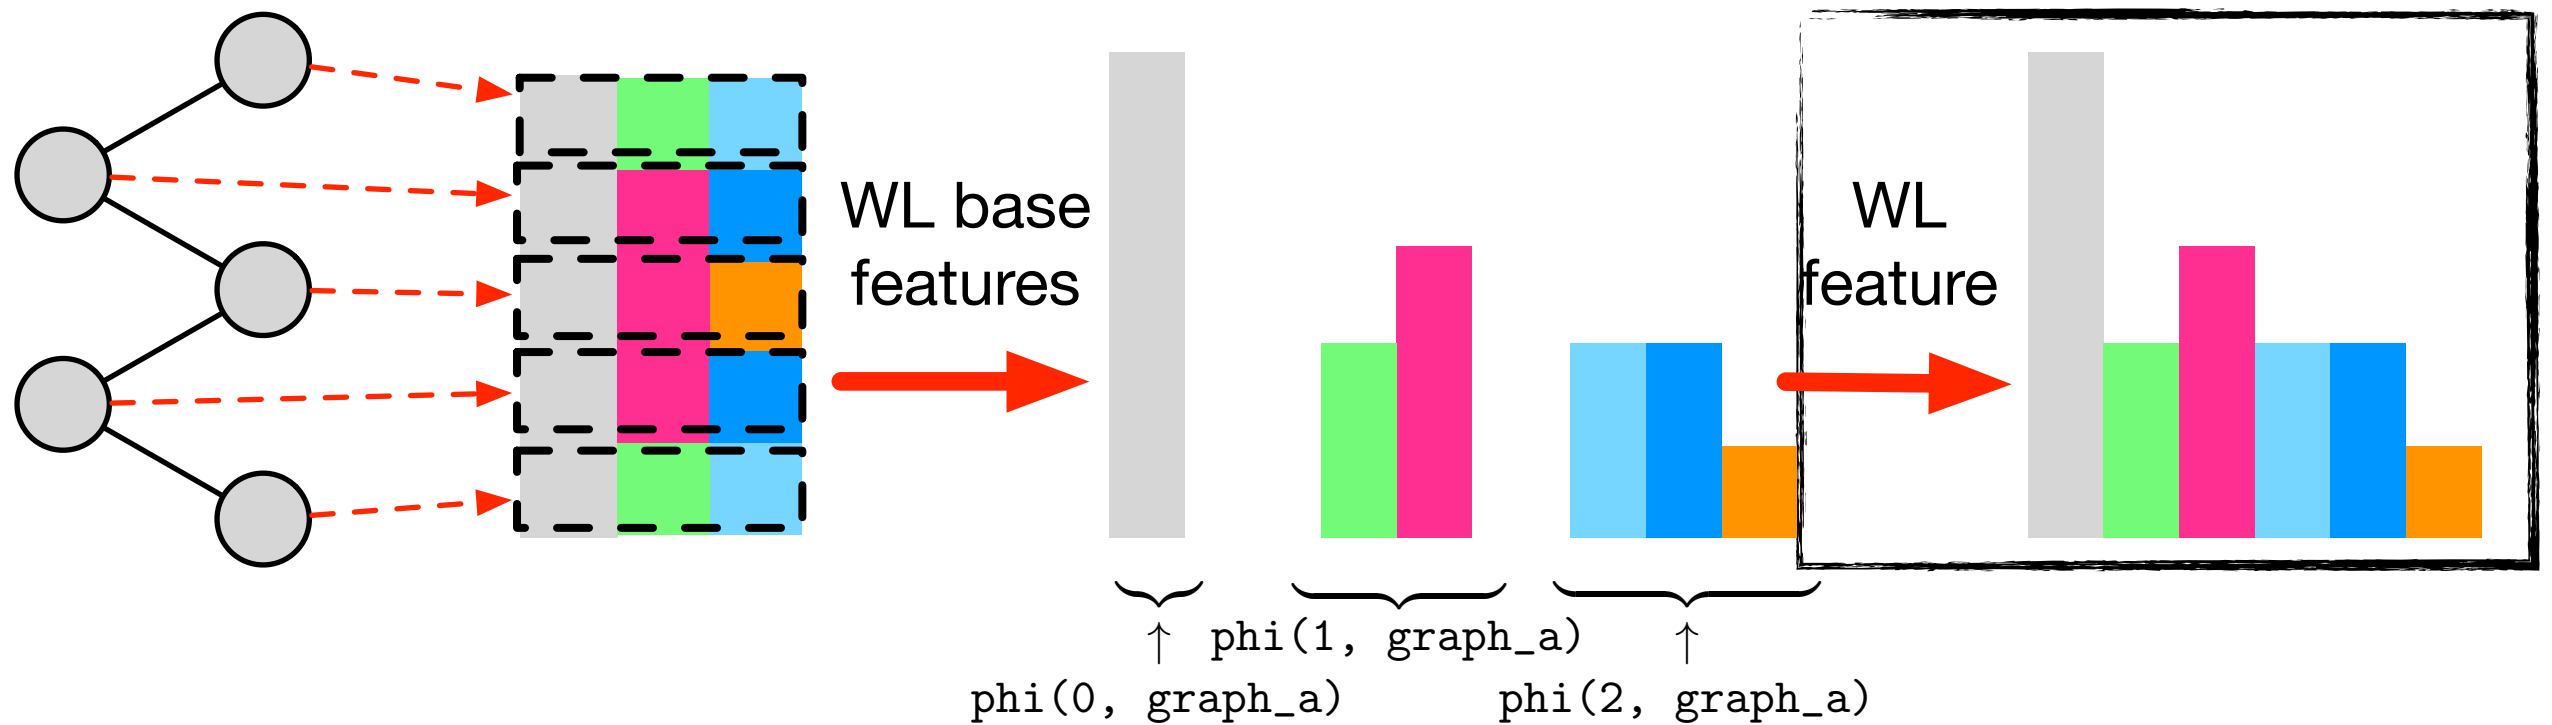 WL base
features
WL
feature
↑ phi(1, graph_a) ↑
phi(0, graph_a) phi(2, graph_a)